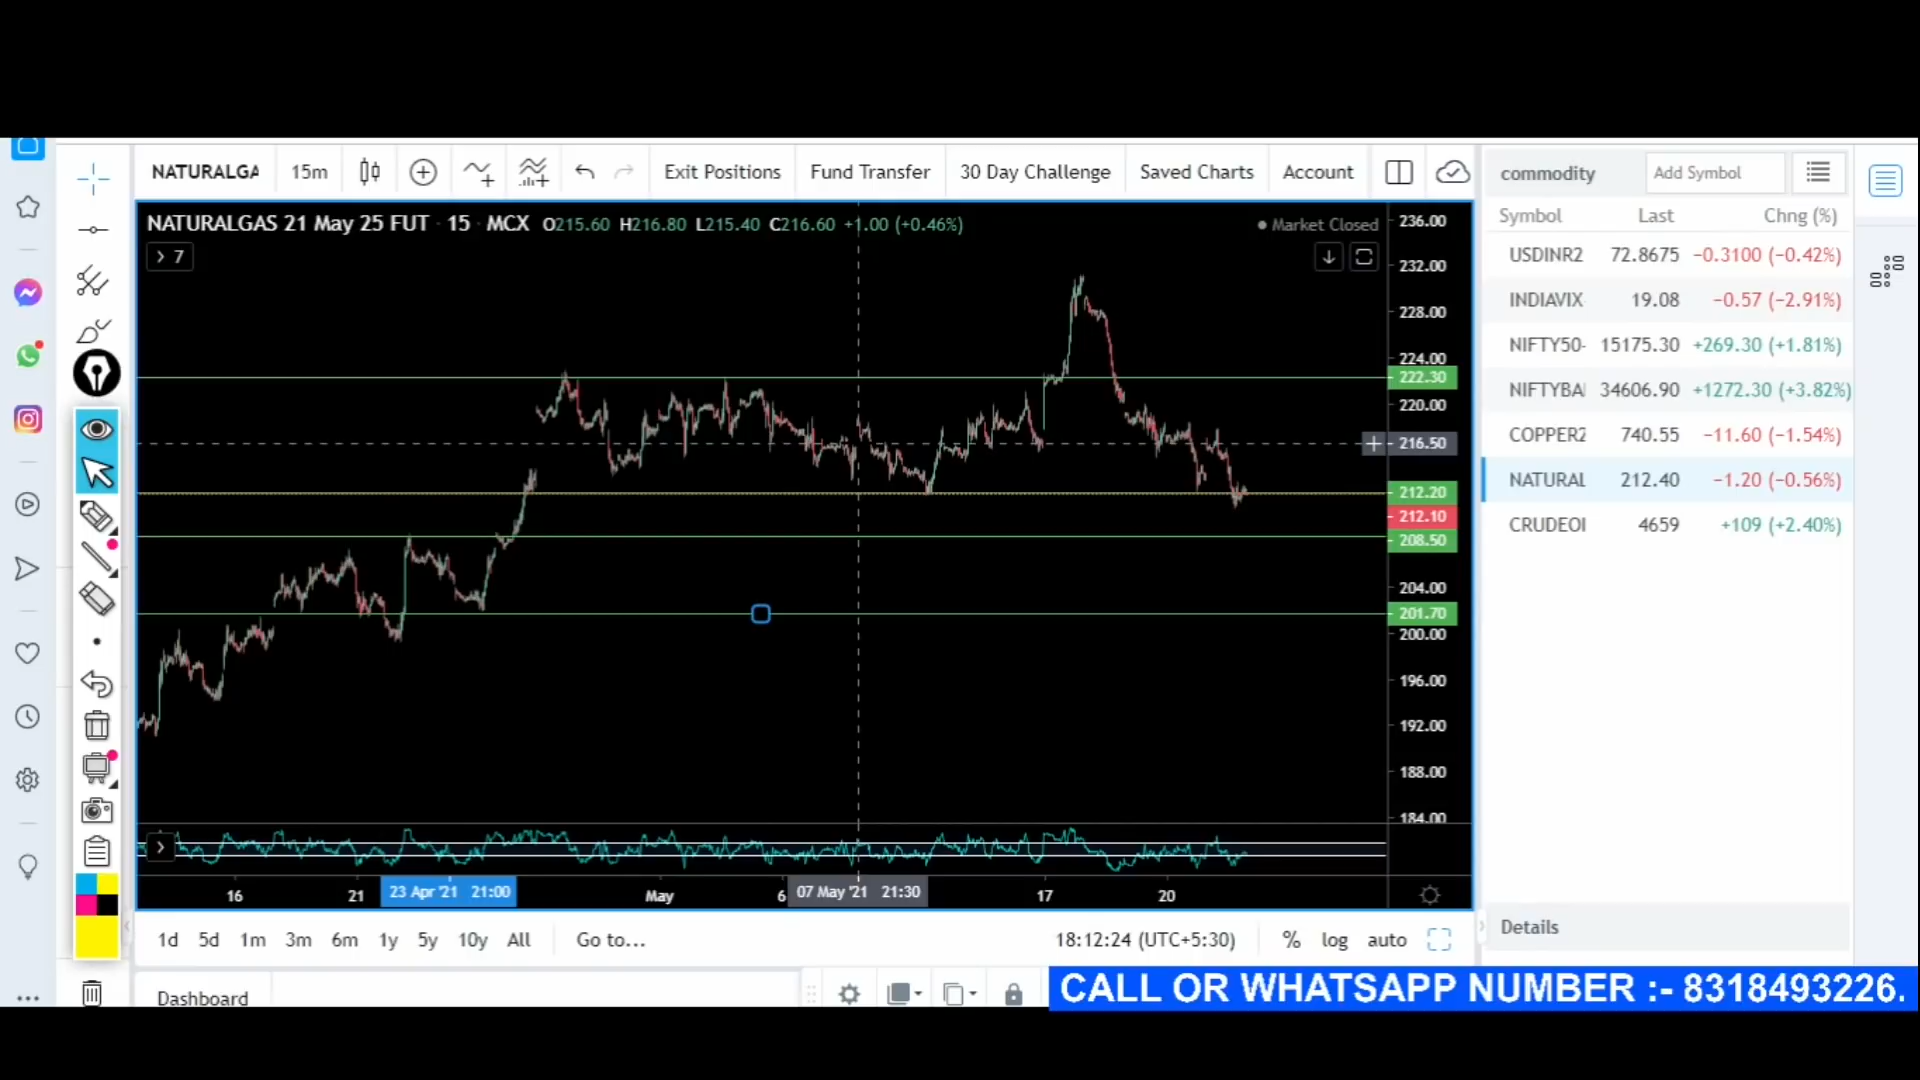 NATURALGA 15m Exit Positions Fund Transfer 30 Day Challenge Saved Charts Account
NATURALGAS 21 May 25 FUT · 15 MCX O215.60 H216.80 L215.40 C216.60 +1.00 (+0.46%)
Market Closed
7
236.00
232.00
228.00
224.00
222.30
220.00
216.50
212.20
212.10
208.50
204.00
201.70
200.00
196.00
192.00
188.00
184.00
16 21 23 Apr '21 21:00 May 6 07 May '21 21:30 17 20
1d 5d 1m 3m 6m 1y 5y 10y All Go to... 18:12:24 (UTC+5:30) % log auto
Dashboard
commodity Add Symbol
Symbol Last Chng (%)
USDINR2 72.8675 −0.3100 (−0.42%)
INDIAVIX 19.08 −0.57 (−2.91%)
NIFTY50- 15175.30 +269.30 (+1.81%)
NIFTYBA 34606.90 +1272.30 (+3.82%)
COPPER2 740.55 −11.60 (−1.54%)
NATURAL 212.40 −1.20 (−0.56%)
CRUDEOI 4659 +109 (+2.40%)
Details
CALL OR WHATSAPP NUMBER :- 8318493226.